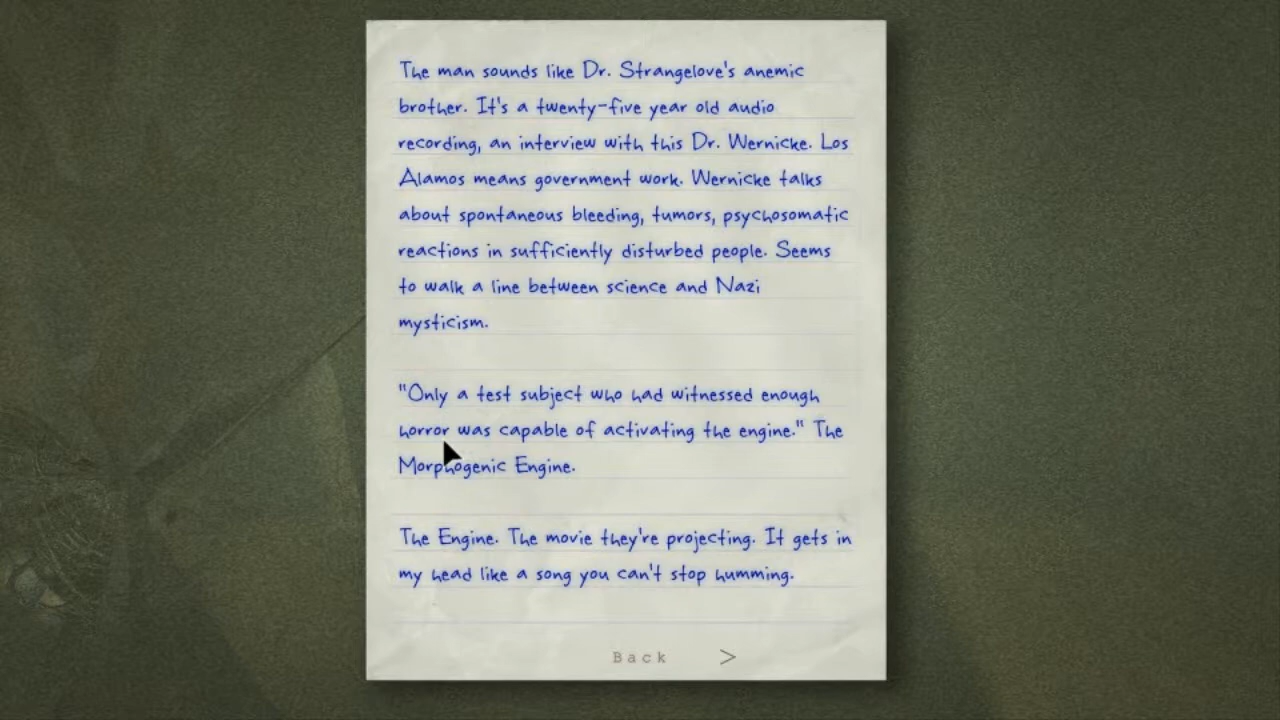 The man sounds like Dr. Strangelove's anemic
brother. It's a twenty-five year old audio
recording, an interview with this Dr. Wernicke. Los
Alamos means government work. Wernicke talks
about spontaneous bleeding, tumors, psychosomatic
reactions in sufficiently disturbed people. Seems
to walk a line between science and Nazi
mysticism.
"Only a test subject who had witnessed enough
horror was capable of activating the engine." The
Morphogenic Engine.
The Engine. The movie they're projecting. It gets in
my head like a song you can't stop humming.
Back >